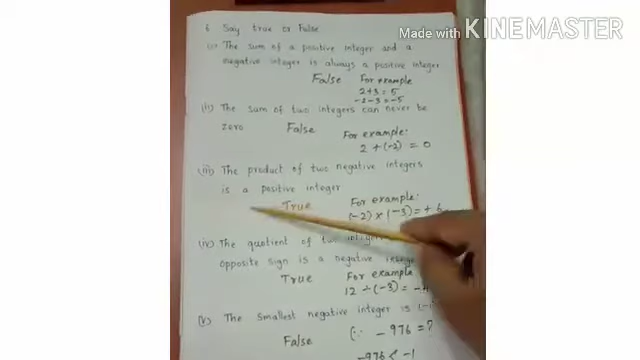 Made with KINEMASTER
6 Say true or False
(i) The sum of a positive integer and a
negative integer is always a positive integer
False For example
2+3 = 5
-2-3 = -5
(ii) The sum of two integers can never be
zero False For example:
2 + (-2) = 0
(iii) The product of two negative integers
is a positive integer
True For example:
(-2) × (-3) = + 6
(iv) The quotient of two integers
opposite sign is a negative integer
True For example
12 ÷ (-3) = -4
(v) The smallest negative integer is (-1
False (∵ -976 = ?
-976 < -1